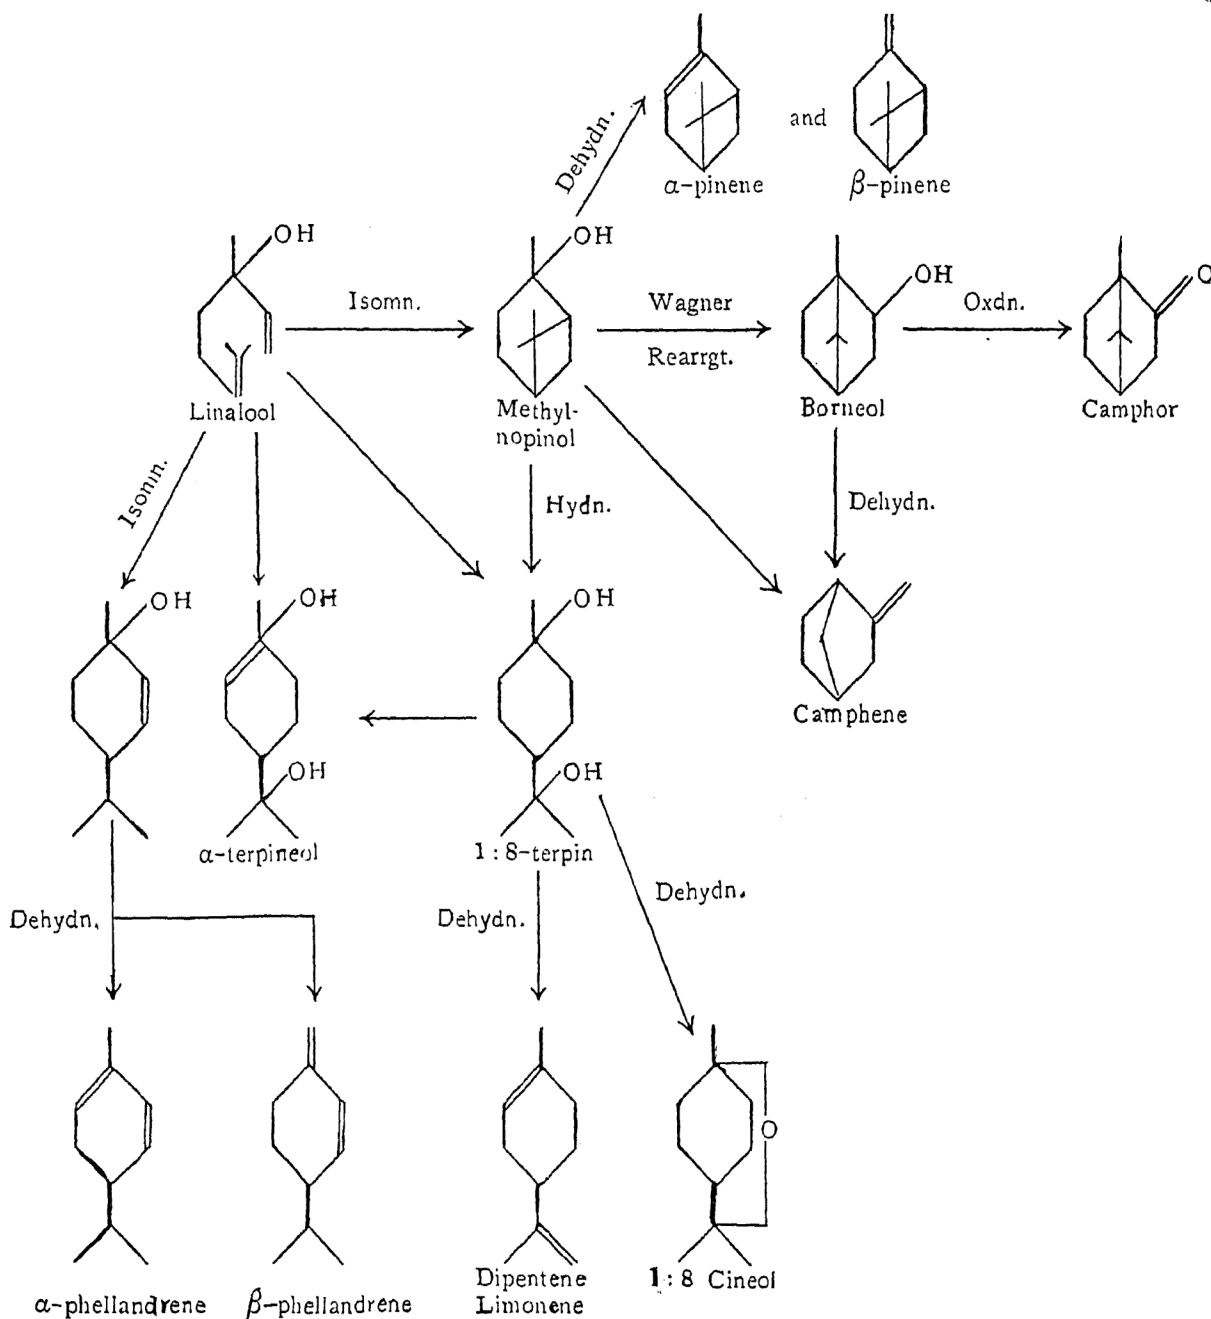 Dehydn.
and
α-pinene
β-pinene
OH
OH
OH
O
Isomn.
Wagner
Rearrgt.
Oxdn.
Linalool
Methyl-
nopinol
Borneol
Camphor
Isomn.
Hydn.
Dehydn.
OH
OH
OH
Camphene
OH
OH
α-terpineol
1:8-terpin
Dehydn.
Dehydn.
Dehydn.
O
α-phellandrene
β-phellandrene
Dipentene
Limonene
1:8 Cineol